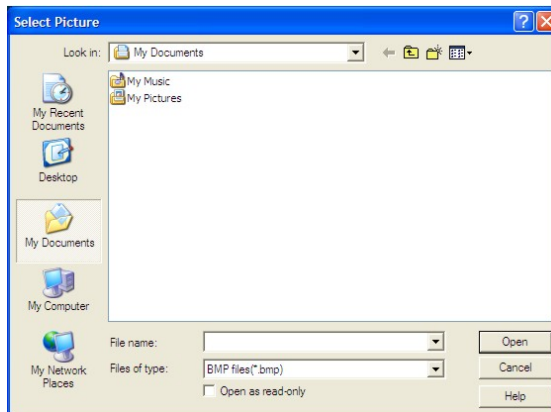 Select Picture
Look in: My Documents
My Music
My Pictures
My Recent
Documents
Desktop
My Documents
My Computer
My Network
Places
File name:
Files of type: BMP files(*.bmp)
Open as read-only
Open
Cancel
Help